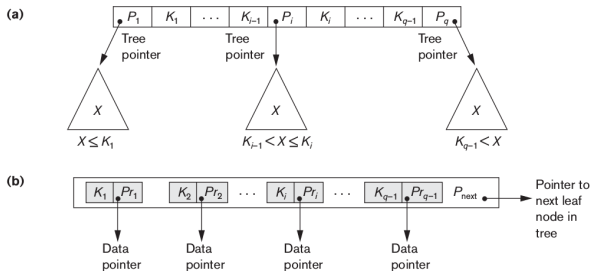 (a)
P1 K1 . . . Ki–1 Pi Ki . . . Kq–1 Pq
Tree pointer
Tree pointer
Tree pointer
X
X
X
X ≤ K1
Ki–1 < X ≤ Ki
Kq–1 < X
(b)
K1 Pr1 K2 Pr2 . . . Ki Pri . . . Kq–1 Prq–1 Pnext
Pointer to
next leaf
node in
tree
Data pointer
Data pointer
Data pointer
Data pointer